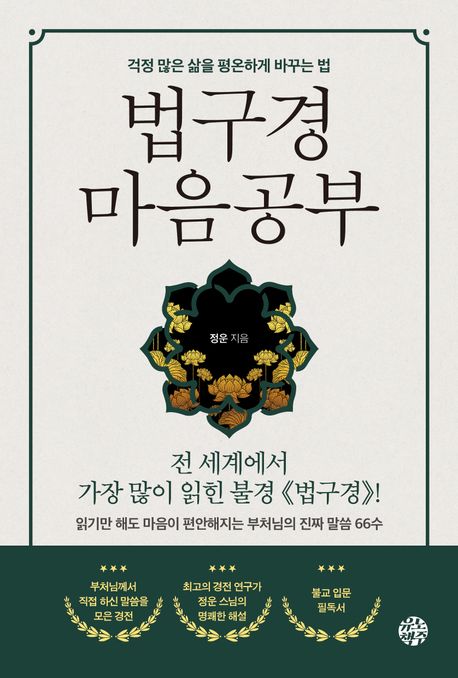 걱정 많은 삶을 평온하게 바꾸는 법
법구경
마음공부
정운 지음
전 세계에서
가장 많이 읽힌 불경 《법구경》!
읽기만 해도 마음이 편안해지는 부처님의 진짜 말씀 66수
부처님께서
직접 하신 말씀을
모은 경전
최고의 경전 연구가
정운 스님의
명쾌한 해설
불교 입문
필독서
유노
책주